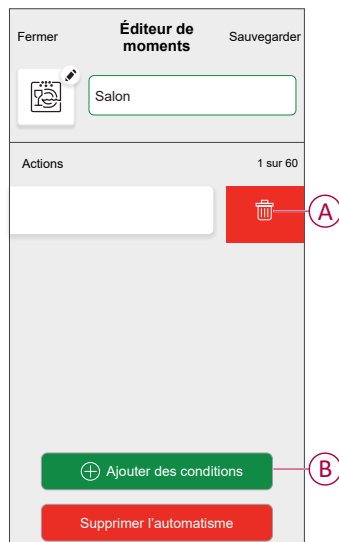 Fermer
Éditeur de
moments
Sauvegarder
Salon
Actions
1 sur 60
A
Ajouter des conditions
B
Supprimer l'automatisme